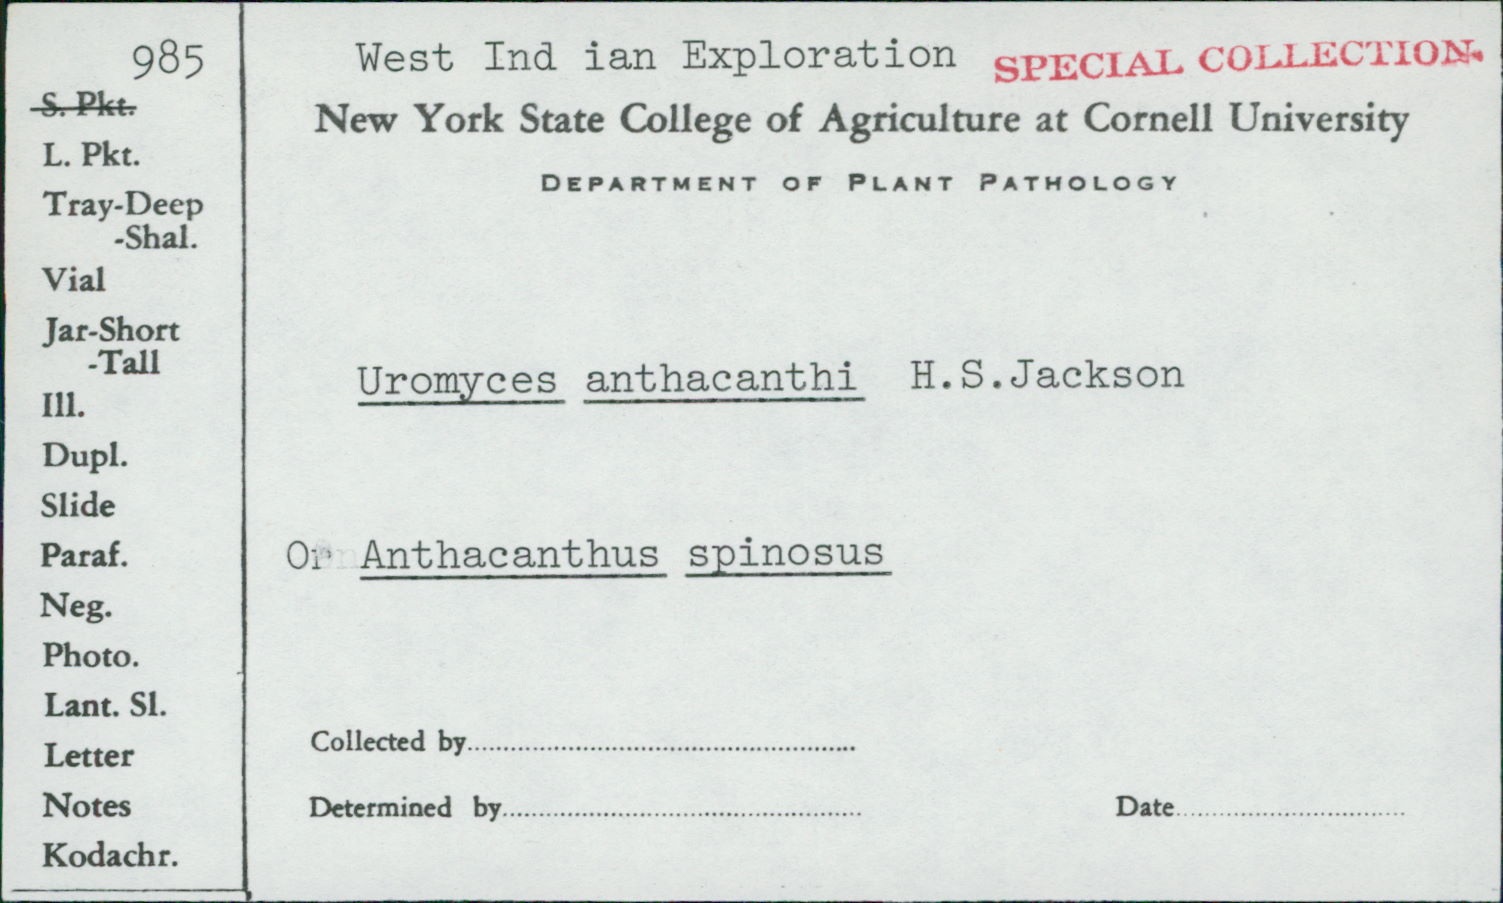 985
S. Pkt.
L. Pkt.
Tray-Deep
-Shal.
Vial
Jar-Short
-Tall
Ill.
Dupl.
Slide
Paraf.
Neg.
Photo.
Lant. Sl.
Letter
Notes
Kodachr.
West Ind ian Exploration SPECIAL COLLECTION.
New York State College of Agriculture at Cornell University
DEPARTMENT OF PLANT PATHOLOGY
Uromyces anthacanthi H.S.Jackson
On Anthacanthus spinosus
Collected by
Determined by
Date